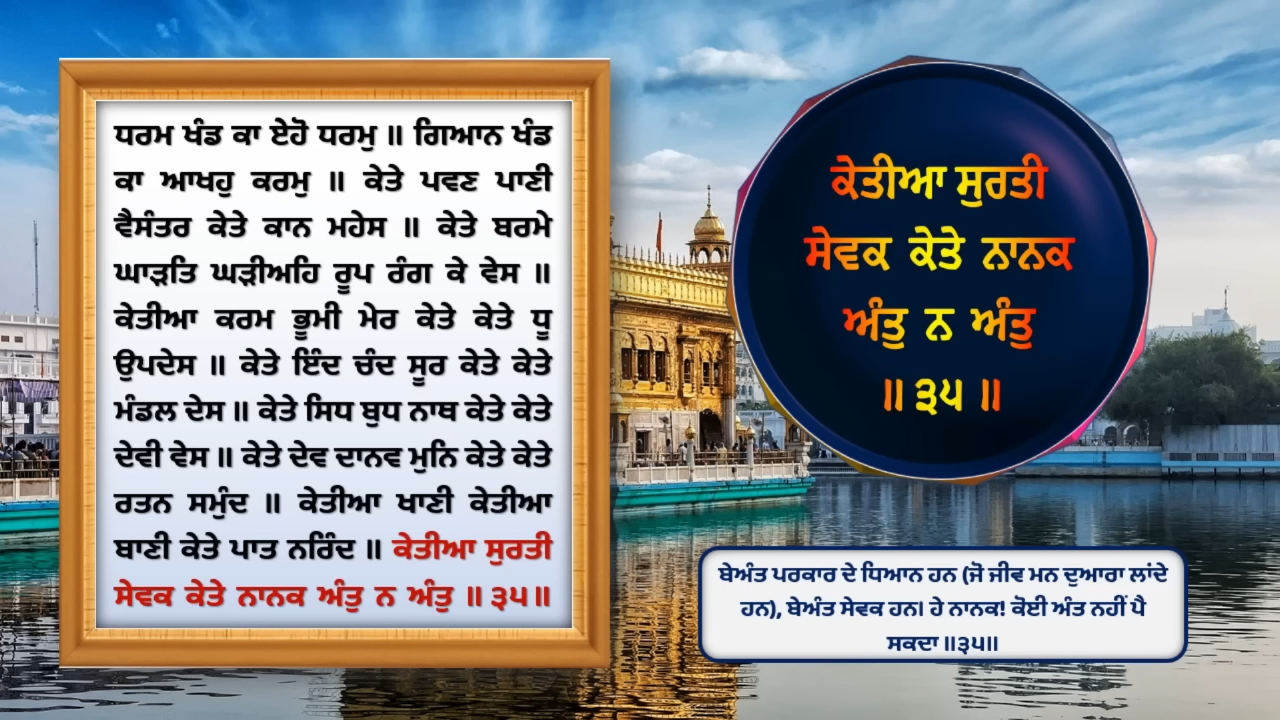 ਧਰਮ ਖੰਡ ਕਾ ਏਹੋ ਧਰਮੁ ॥ ਗਿਆਨ ਖੰਡ
ਕਾ ਆਖਹੁ ਕਰਮੁ ॥ ਕੇਤੇ ਪਵਣ ਪਾਣੀ
ਵੈਸੰਤਰ ਕੇਤੇ ਕਾਨ ਮਹੇਸ ॥ ਕੇਤੇ ਬਰਮੇ
ਘਾੜਤਿ ਘੜੀਅਹਿ ਰੂਪ ਰੰਗ ਕੇ ਵੇਸ ॥
ਕੇਤੀਆ ਕਰਮ ਭੂਮੀ ਮੇਰ ਕੇਤੇ ਕੇਤੇ ਧੂ
ਉਪਦੇਸ ॥ ਕੇਤੇ ਇੰਦ ਚੰਦ ਸੂਰ ਕੇਤੇ ਕੇਤੇ
ਮੰਡਲ ਦੇਸ ॥ ਕੇਤੇ ਸਿਧ ਬੁਧ ਨਾਥ ਕੇਤੇ ਕੇਤੇ
ਦੇਵੀ ਵੇਸ ॥ ਕੇਤੇ ਦੇਵ ਦਾਨਵ ਮੁਨਿ ਕੇਤੇ ਕੇਤੇ
ਰਤਨ ਸਮੁੰਦ ॥ ਕੇਤੀਆ ਖਾਣੀ ਕੇਤੀਆ
ਬਾਣੀ ਕੇਤੇ ਪਾਤ ਨਰਿੰਦ ॥ ਕੇਤੀਆ ਸੁਰਤੀ
ਸੇਵਕ ਕੇਤੇ ਨਾਨਕ ਅੰਤੁ ਨ ਅੰਤੁ ॥੩੫॥
ਕੇਤੀਆ ਸੁਰਤੀ
ਸੇਵਕ ਕੇਤੇ ਨਾਨਕ
ਅੰਤੁ ਨ ਅੰਤੁ
॥੩੫॥
ਬੇਅੰਤ ਪਰਕਾਰ ਦੇ ਧਿਆਨ ਹਨ (ਜੋ ਜੀਵ ਮਨ ਦੁਆਰਾ ਲਾਂਦੇ
ਹਨ), ਬੇਅੰਤ ਸੇਵਕ ਹਨ। ਹੇ ਨਾਨਕ! ਕੋਈ ਅੰਤ ਨਹੀਂ ਪੈ
ਸਕਦਾ ॥੩੫॥